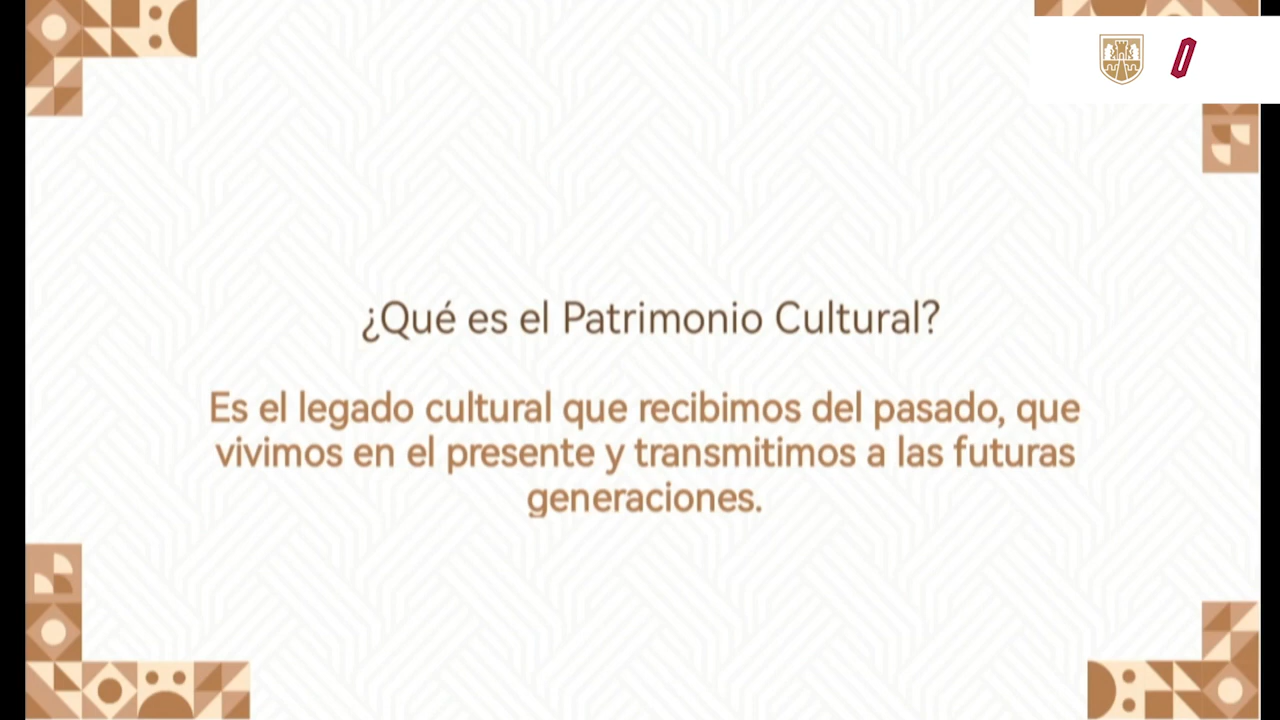 ¿Qué es el Patrimonio Cultural?
Es el legado cultural que recibimos del pasado, que
vivimos en el presente y transmitimos a las futuras
generaciones.